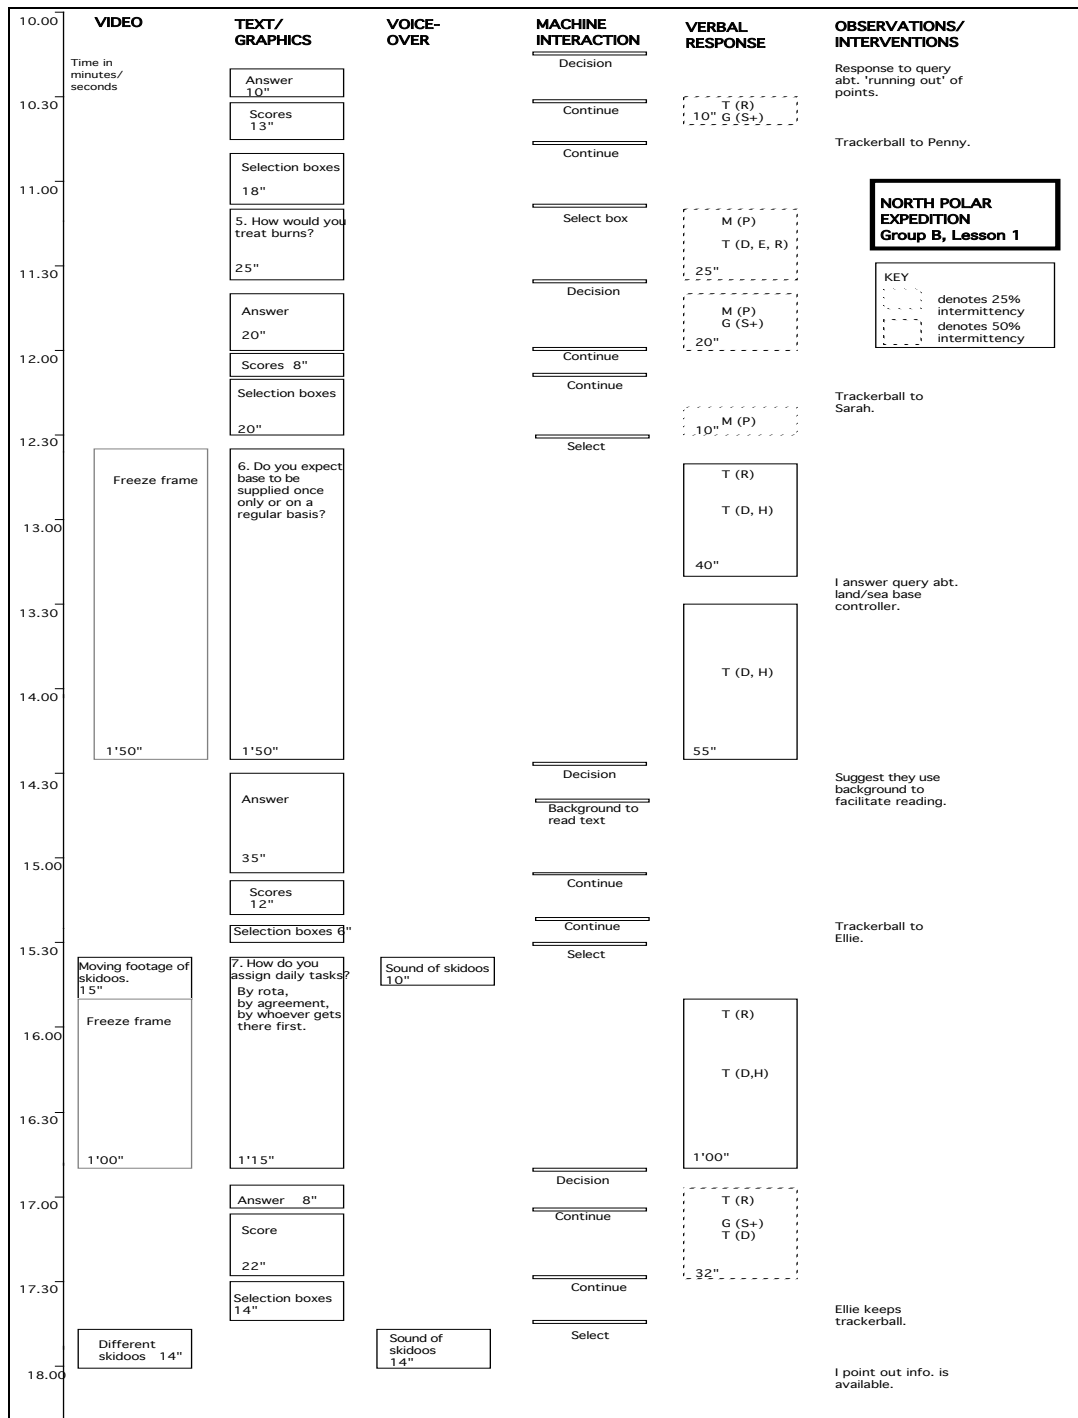 10.00
VIDEO
TEXT/
GRAPHICS
VOICE-
OVER
MACHINE
INTERACTION
VERBAL
RESPONSE
OBSERVATIONS/
INTERVENTIONS
Time in
minutes/
seconds
Answer
10"
Decision
Response to query
abt. 'running out' of
points.
10.30
Scores
13"
Continue
T (R)
10" G (S+)
Continue
Trackerball to Penny.
11.00
Selection boxes
18"
NORTH POLAR
EXPEDITION
Group B, Lesson 1
5. How would you
treat burns?
25"
Select box
M (P)
T (D, E, R)
25"
11.30
KEY
denotes 25%
intermittency
denotes 50%
intermittency
Answer
20"
Decision
M (P)
G (S+)
20"
12.00
Scores 8"
Continue
Selection boxes
20"
Continue
Trackerball to
Sarah.
M (P)
10"
12.30
Select
Freeze frame
1'50"
6. Do you expect
base to be
supplied once
only or on a
regular basis?
1'50"
T (R)
T (D, H)
40"
13.00
I answer query abt.
land/sea base
controller.
13.30
T (D, H)
55"
14.00
14.30
Answer
35"
Decision
Background to
read text
Suggest they use
background to
facilitate reading.
15.00
Continue
Scores
12"
Continue
Selection boxes 6"
Trackerball to
Ellie.
15.30
Select
Moving footage of
skidoos.
15"
7. How do you
assign daily tasks?
By rota,
by agreement,
by whoever gets
there first.
1'15"
Sound of skidoos
10"
Freeze frame
1'00"
T (R)
T (D,H)
1'00"
16.00
16.30
Decision
17.00
Answer 8"
Continue
T (R)
G (S+)
T (D)
32"
Score
22"
17.30
Continue
Selection boxes
14"
Ellie keeps
trackerball.
Select
Different
skidoos 14"
Sound of
skidoos
14"
18.00
I point out info. is
available.